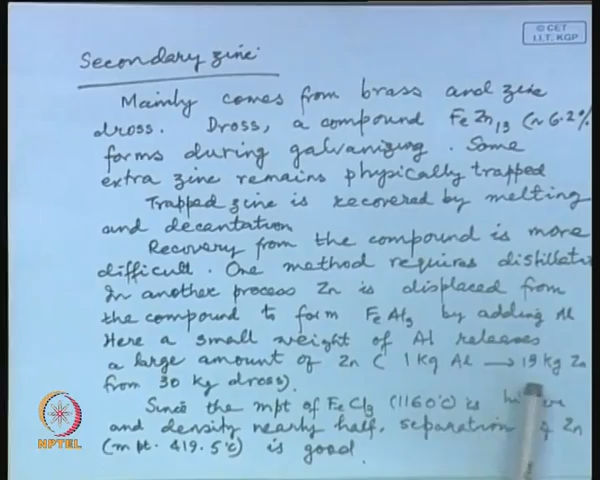 © CET
I.I.T. KGP
Secondary zinc
Mainly comes from brass and zinc
dross. Dross, a compound FeZn13 (~6.2%
forms during galvanizing. Some
extra zinc remains physically trapped
Trapped zinc is recovered by melting
and decantation
Recovery from the compound is more
difficult. One method requires distillati
In another process Zn is displaced from
the compound to form FeAl3 by adding Al
Here a small weight of Al releases
a large amount of Zn ( 1 Kg Al → 19 Kg Zn
from 30 Kg dross).
Since the mpt of FeCl3 (1160°C) is
and density nearly half, separation of Zn
(m pt. 419.5°C) is good.
NPTEL